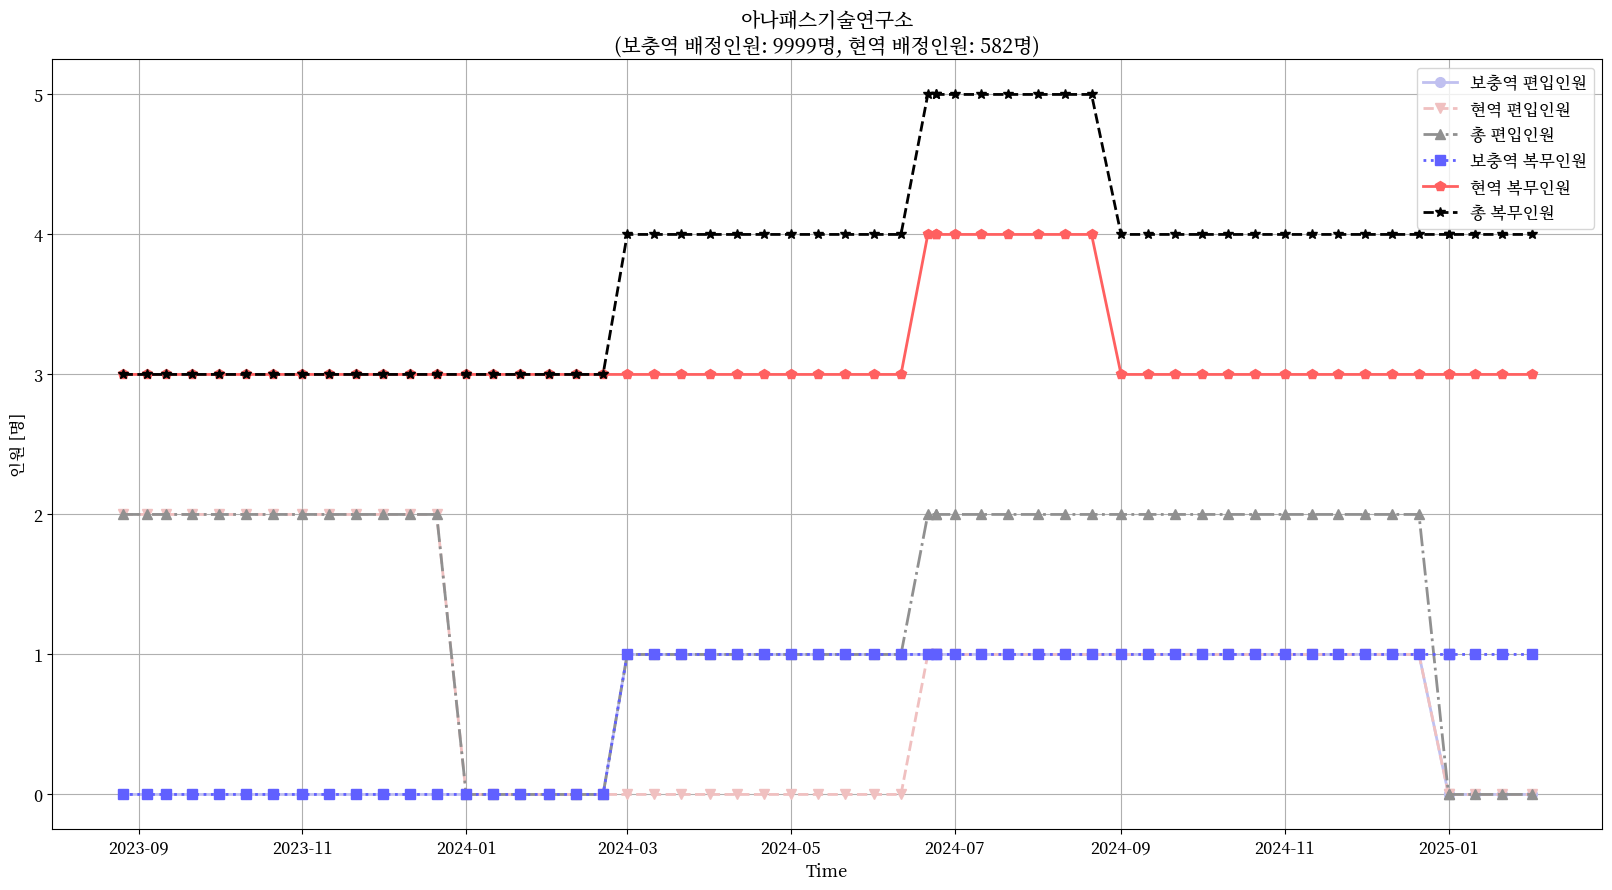 아나패스기술연구소
(보충역 배정인원: 9999명, 현역 배정인원: 582명)
보충역 편입인원
현역 편입인원
총 편입인원
보충역 복무인원
현역 복무인원
총 복무인원
인원 [명]
5
4
3
2
1
0
2023-09
2023-11
2024-01
2024-03
2024-05
2024-07
2024-09
2024-11
2025-01
Time